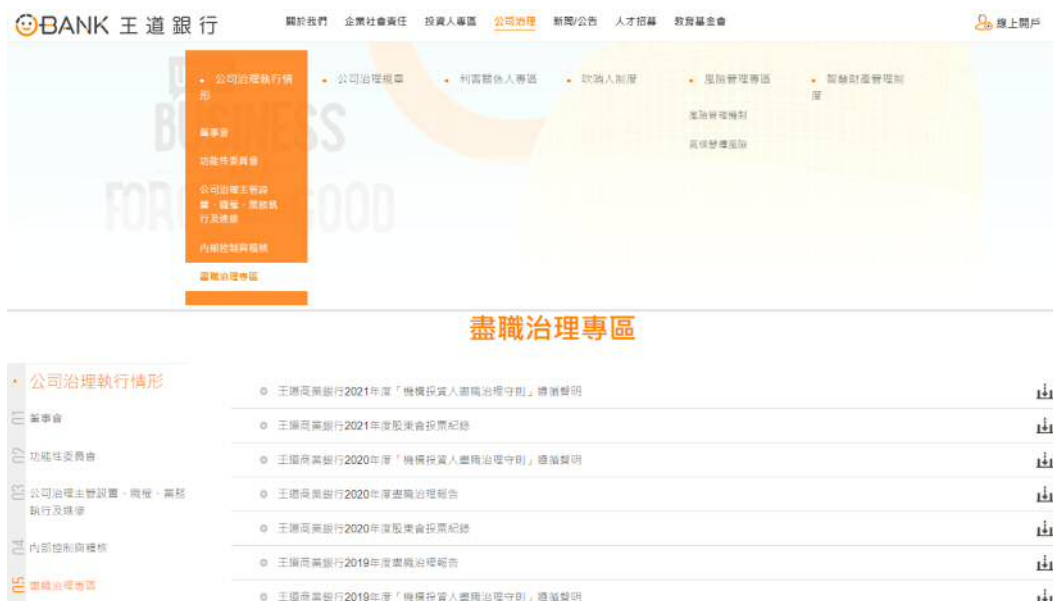 BANK 王道銀行
關於我們 企業社會責任 投資人專區 公司治理 新聞/公告 人才招募 教育基金會
線上開戶
公司治理執行情形
公司治理規章
利害關係人專區
吹哨人制度
風險管理專區
智慧財產管理制度
董事會
功能性委員會
公司治理主管設置、職權、業務執行及進修
內部控制與稽核
盡職治理專區
風險管理機制
氣候變遷風險
BUSINESS
FOR GOOD
盡職治理專區
公司治理執行情形
01 董事會
02 功能性委員會
03 公司治理主管設置、職權、業務
執行及進修
04 內部控制與稽核
05 盡職治理專區
王道商業銀行2021年度「機構投資人盡職治理守則」遵循聲明
王道商業銀行2021年度股東會投票紀錄
王道商業銀行2020年度「機構投資人盡職治理守則」遵循聲明
王道商業銀行2020年度盡職治理報告
王道商業銀行2020年度股東會投票紀錄
王道商業銀行2019年度盡職治理報告
王道商業銀行2019年度「機構投資人盡職治理守則」遵循聲明